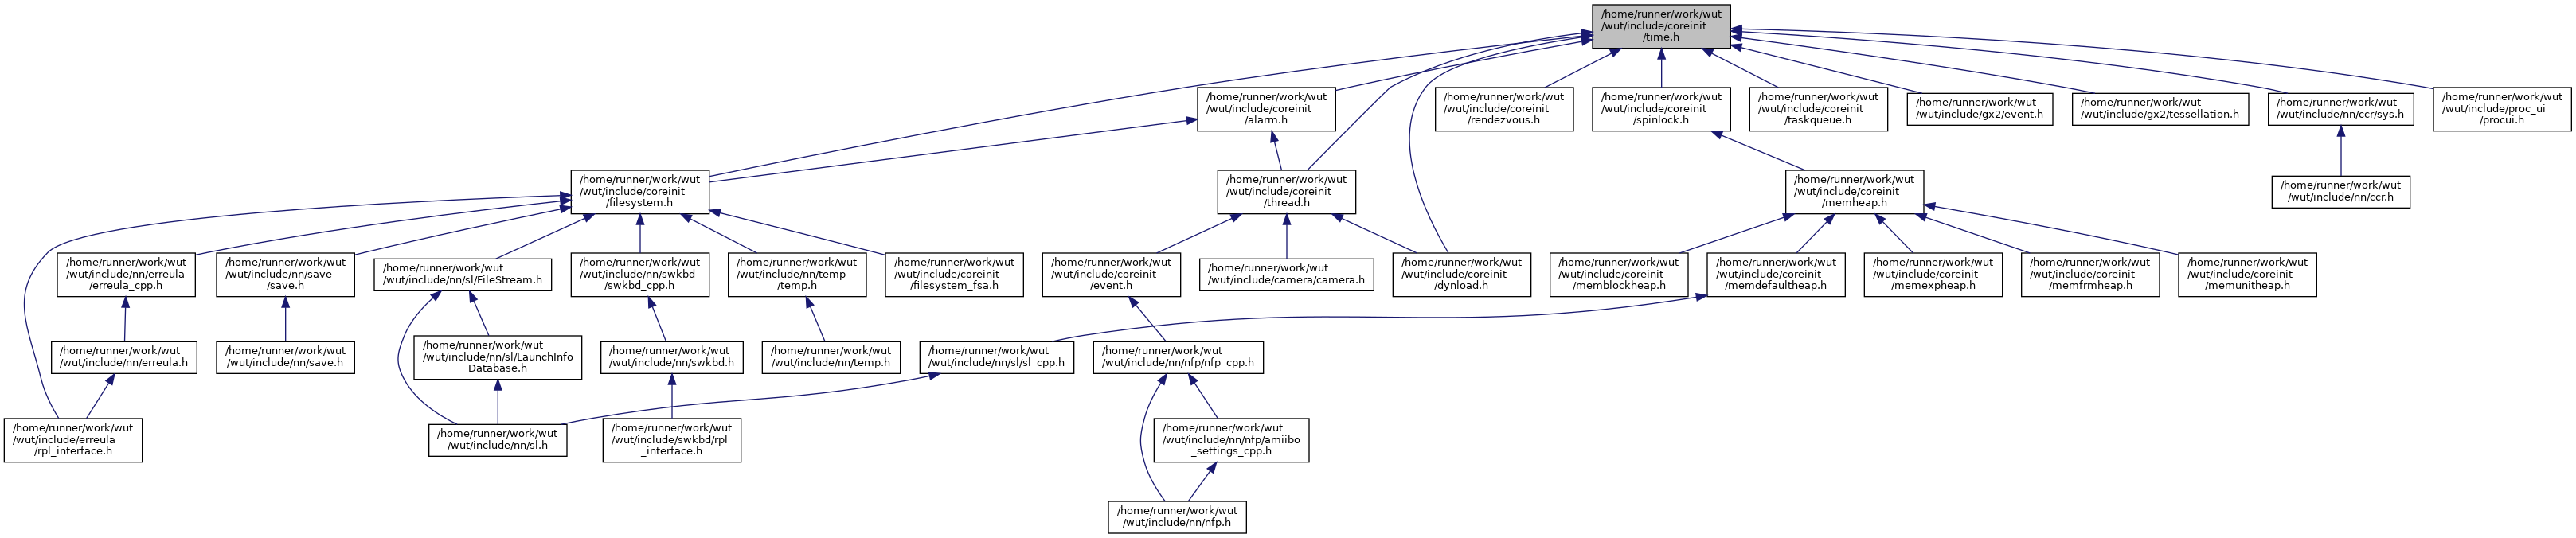 /home/runner/work/wut
/wut/include/coreinit
/time.h
/home/runner/work/wut
/wut/include/coreinit
/alarm.h
/home/runner/work/wut
/wut/include/coreinit
/rendezvous.h
/home/runner/work/wut
/wut/include/coreinit
/spinlock.h
/home/runner/work/wut
/wut/include/coreinit
/taskqueue.h
/home/runner/work/wut
/wut/include/gx2/event.h
/home/runner/work/wut
/wut/include/gx2/tessellation.h
/home/runner/work/wut
/wut/include/nn/ccr/sys.h
/home/runner/work/wut
/wut/include/proc_ui
/procui.h
/home/runner/work/wut
/wut/include/coreinit
/filesystem.h
/home/runner/work/wut
/wut/include/coreinit
/thread.h
/home/runner/work/wut
/wut/include/coreinit
/memheap.h
/home/runner/work/wut
/wut/include/nn/ccr.h
/home/runner/work/wut
/wut/include/nn/erreula
/erreula_cpp.h
/home/runner/work/wut
/wut/include/nn/save
/save.h
/home/runner/work/wut
/wut/include/nn/sl/FileStream.h
/home/runner/work/wut
/wut/include/nn/swkbd
/swkbd_cpp.h
/home/runner/work/wut
/wut/include/nn/temp
/temp.h
/home/runner/work/wut
/wut/include/coreinit
/filesystem_fsa.h
/home/runner/work/wut
/wut/include/coreinit
/event.h
/home/runner/work/wut
/wut/include/camera/camera.h
/home/runner/work/wut
/wut/include/coreinit
/dynload.h
/home/runner/work/wut
/wut/include/coreinit
/memblockheap.h
/home/runner/work/wut
/wut/include/coreinit
/memdefaultheap.h
/home/runner/work/wut
/wut/include/coreinit
/memexpheap.h
/home/runner/work/wut
/wut/include/coreinit
/memfrmheap.h
/home/runner/work/wut
/wut/include/coreinit
/memunitheap.h
/home/runner/work/wut
/wut/include/nn/erreula.h
/home/runner/work/wut
/wut/include/nn/save.h
/home/runner/work/wut
/wut/include/nn/sl/LaunchInfo
Database.h
/home/runner/work/wut
/wut/include/nn/swkbd.h
/home/runner/work/wut
/wut/include/nn/temp.h
/home/runner/work/wut
/wut/include/nn/sl/sl_cpp.h
/home/runner/work/wut
/wut/include/nn/nfp/nfp_cpp.h
/home/runner/work/wut
/wut/include/erreula
/rpl_interface.h
/home/runner/work/wut
/wut/include/nn/sl.h
/home/runner/work/wut
/wut/include/swkbd/rpl
_interface.h
/home/runner/work/wut
/wut/include/nn/nfp/amiibo
_settings_cpp.h
/home/runner/work/wut
/wut/include/nn/nfp.h